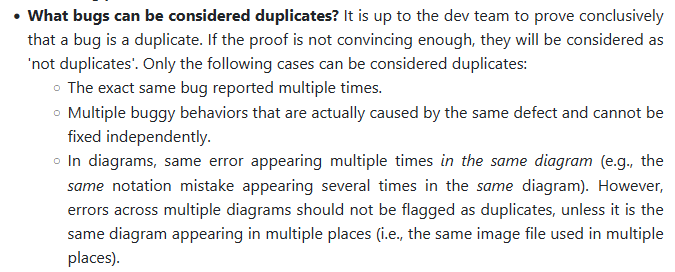 • What bugs can be considered duplicates? It is up to the dev team to prove conclusively
that a bug is a duplicate. If the proof is not convincing enough, they will be considered as
'not duplicates'. Only the following cases can be considered duplicates:
○ The exact same bug reported multiple times.
○ Multiple buggy behaviors that are actually caused by the same defect and cannot be
fixed independently.
○ In diagrams, same error appearing multiple times in the same diagram (e.g., the
same notation mistake appearing several times in the same diagram). However,
errors across multiple diagrams should not be flagged as duplicates, unless it is the
same diagram appearing in multiple places (i.e., the same image file used in multiple
places).